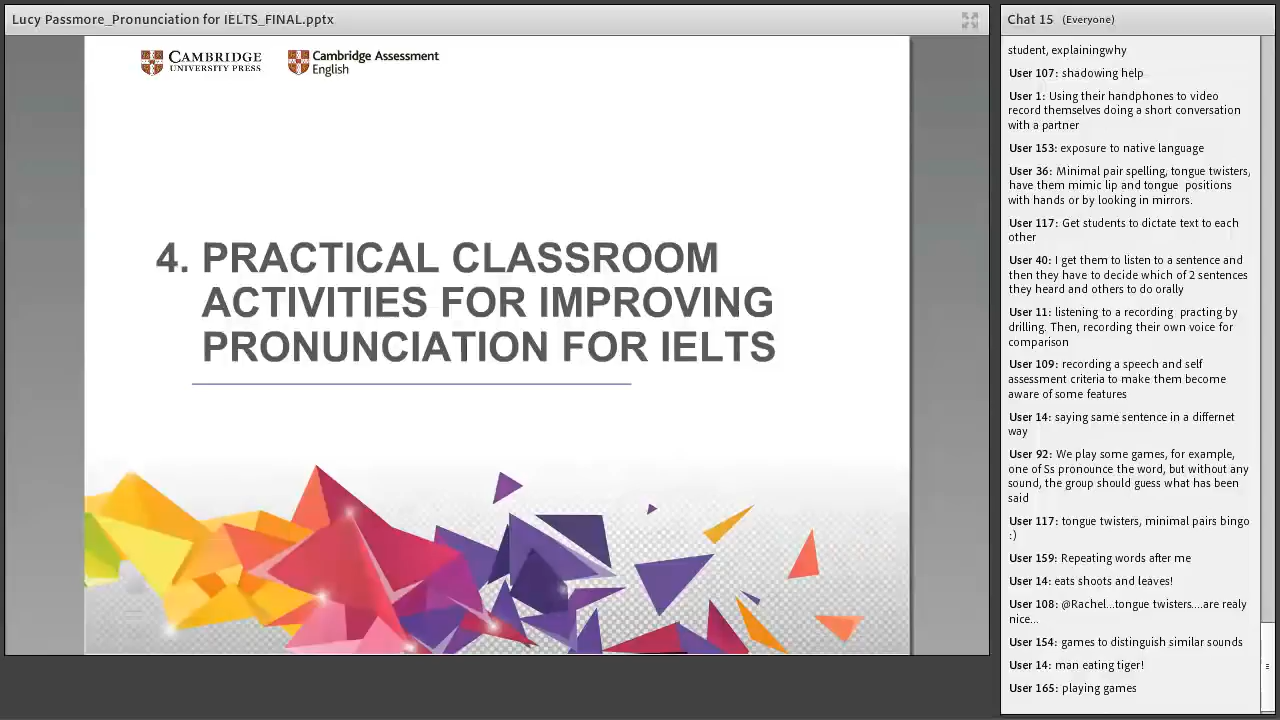 Lucy Passmore_Pronunciation for IELTS_FINAL.pptx
CAMBRIDGE
UNIVERSITY PRESS
Cambridge Assessment
English
4. PRACTICAL CLASSROOM
ACTIVITIES FOR IMPROVING
PRONUNCIATION FOR IELTS
Chat 15 (Everyone)
student, explainingwhy
User 107: shadowing help
User 1: Using their handphones to video
record themselves doing a short conversation
with a partner
User 153: exposure to native language
User 36: Minimal pair spelling, tongue twisters,
have them mimic lip and tongue positions
with hands or by looking in mirrors.
User 117: Get students to dictate text to each
other
User 40: I get them to listen to a sentence and
then they have to decide which of 2 sentences
they heard and others to do orally
User 11: listening to a recording practing by
drilling. Then, recording their own voice for
comparison
User 109: recording a speech and self
assessment criteria to make them become
aware of some features
User 14: saying same sentence in a differnet
way
User 92: We play some games, for example,
one of Ss pronounce the word, but without any
sound, the group should guess what has been
said
User 117: tongue twisters, minimal pairs bingo
:)
User 159: Repeating words after me
User 14: eats shoots and leaves!
User 108: @Rachel...tongue twisters....are realy
nice...
User 154: games to distinguish similar sounds
User 14: man eating tiger!
User 165: playing games